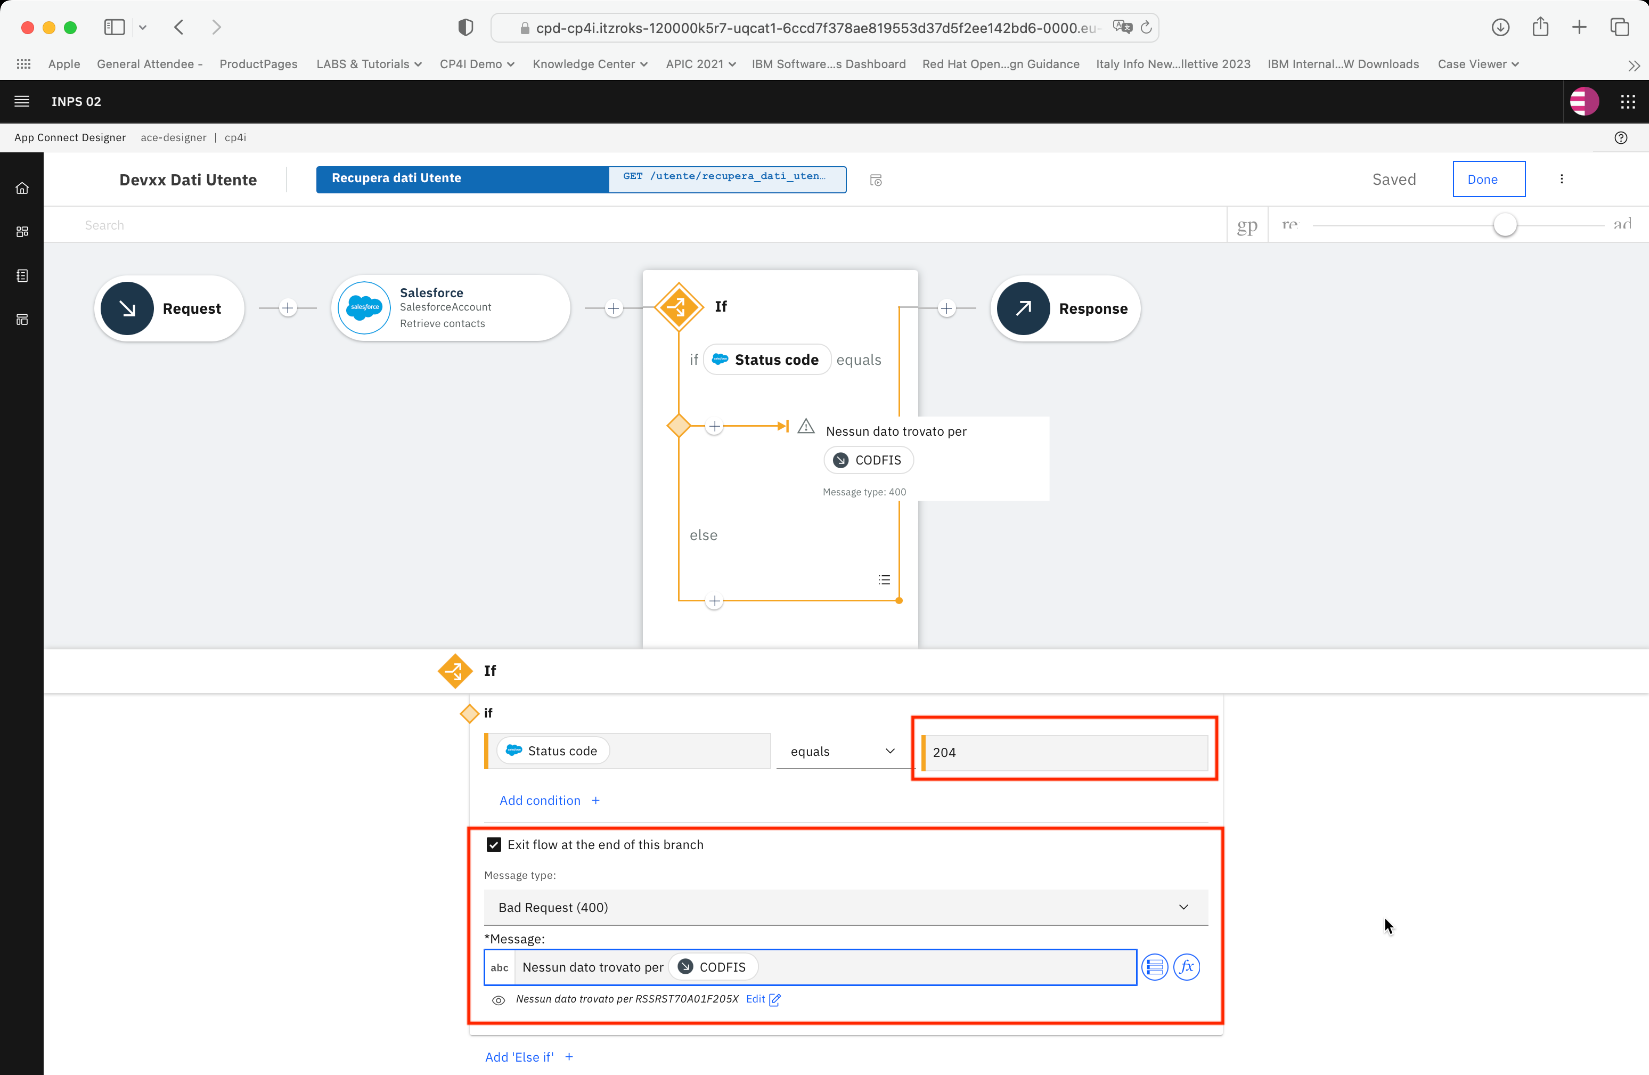 cpd-cp4i.itzroks-120000k5r7-uqcat1-6ccd7f378ae819553d37d5f2ee142bd6-0000.eu-
Apple General Attendee - ProductPages LABS & Tutorials CP4I Demo Knowledge Center APIC 2021 IBM Software...s Dashboard Red Hat Open...gn Guidance Italy Info New...llettive 2023 IBM Internal...W Downloads Case Viewer
INPS 02
App Connect Designer ace-designer | cp4i
Devxx Dati Utente
Recupera dati Utente
GET /utente/recupera_dati_uten...
Saved
Done
Search
gp
re
ad
Request
Salesforce
SalesforceAccount
Retrieve contacts
salesforce
If
if Status code equals
Nessun dato trovato per
CODFIS
Message type: 400
else
Response
If
if
Status code
equals
204
Add condition +
Exit flow at the end of this branch
Message type:
Bad Request (400)
*Message:
abc Nessun dato trovato per CODFIS
fx
Nessun dato trovato per RSSRST70A01F205X Edit
Add 'Else if' +